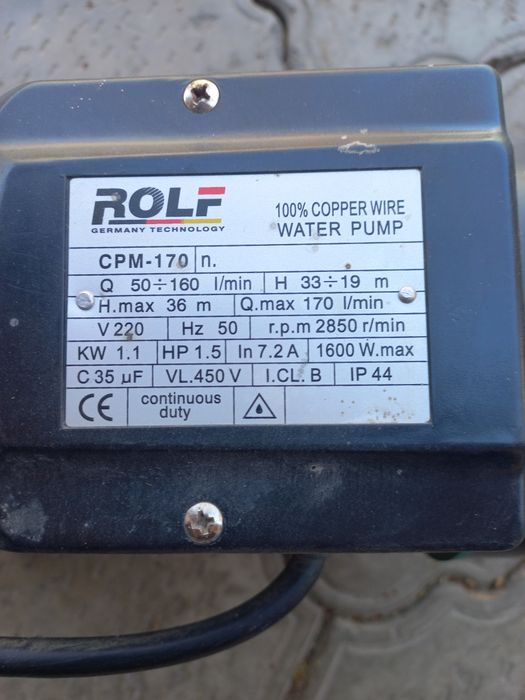 ROLF
GERMANY TECHNOLOGY
100% COPPER WIRE
WATER PUMP
CPM-170 n.
Q 50÷160 l/min H 33÷19 m
H.max 36 m Q.max 170 l/min
V 220 Hz 50 r.p.m 2850 r/min
KW 1.1 HP 1.5 In 7.2 A 1600 W.max
C 35 µF VL.450 V I.CL. B IP 44
CE continuous
duty